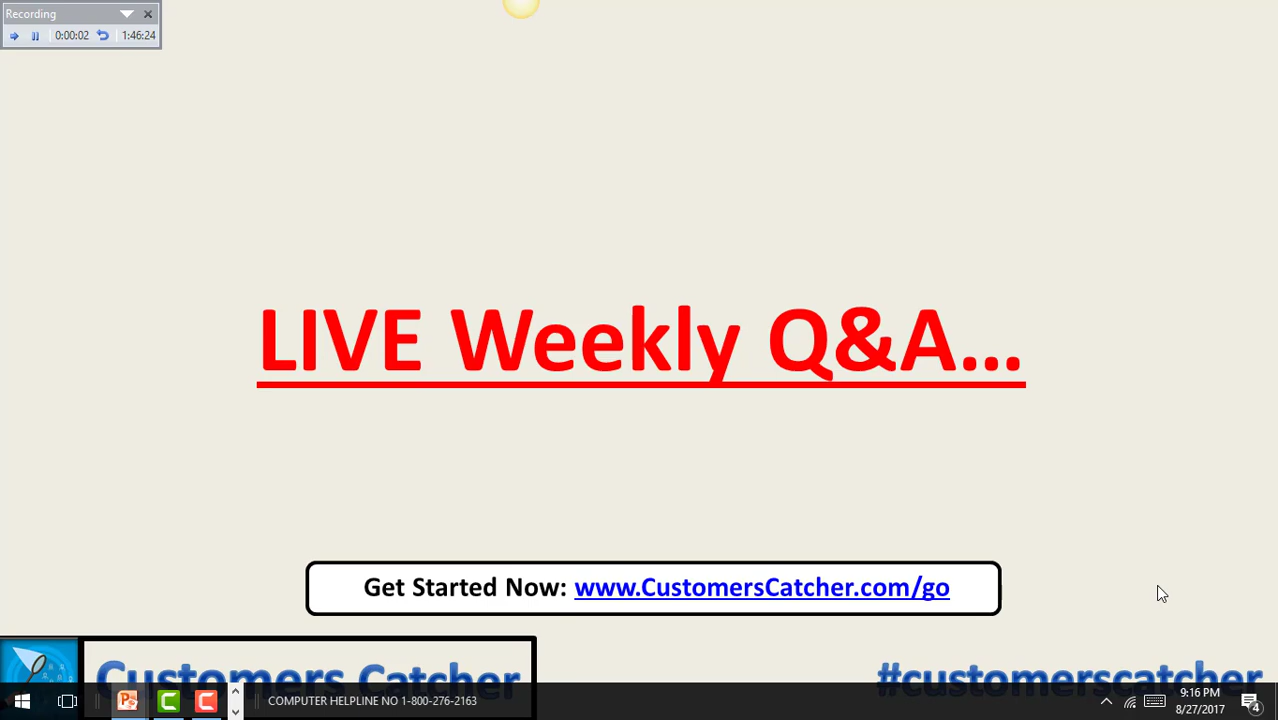 Recording
0:00:02 1:46:24
LIVE Weekly Q&A...
Get Started Now: www.CustomersCatcher.com/go
Customers Catcher
#customerscatcher
COMPUTER HELPLINE NO 1-800-276-2163
9:16 PM
8/27/2017
4